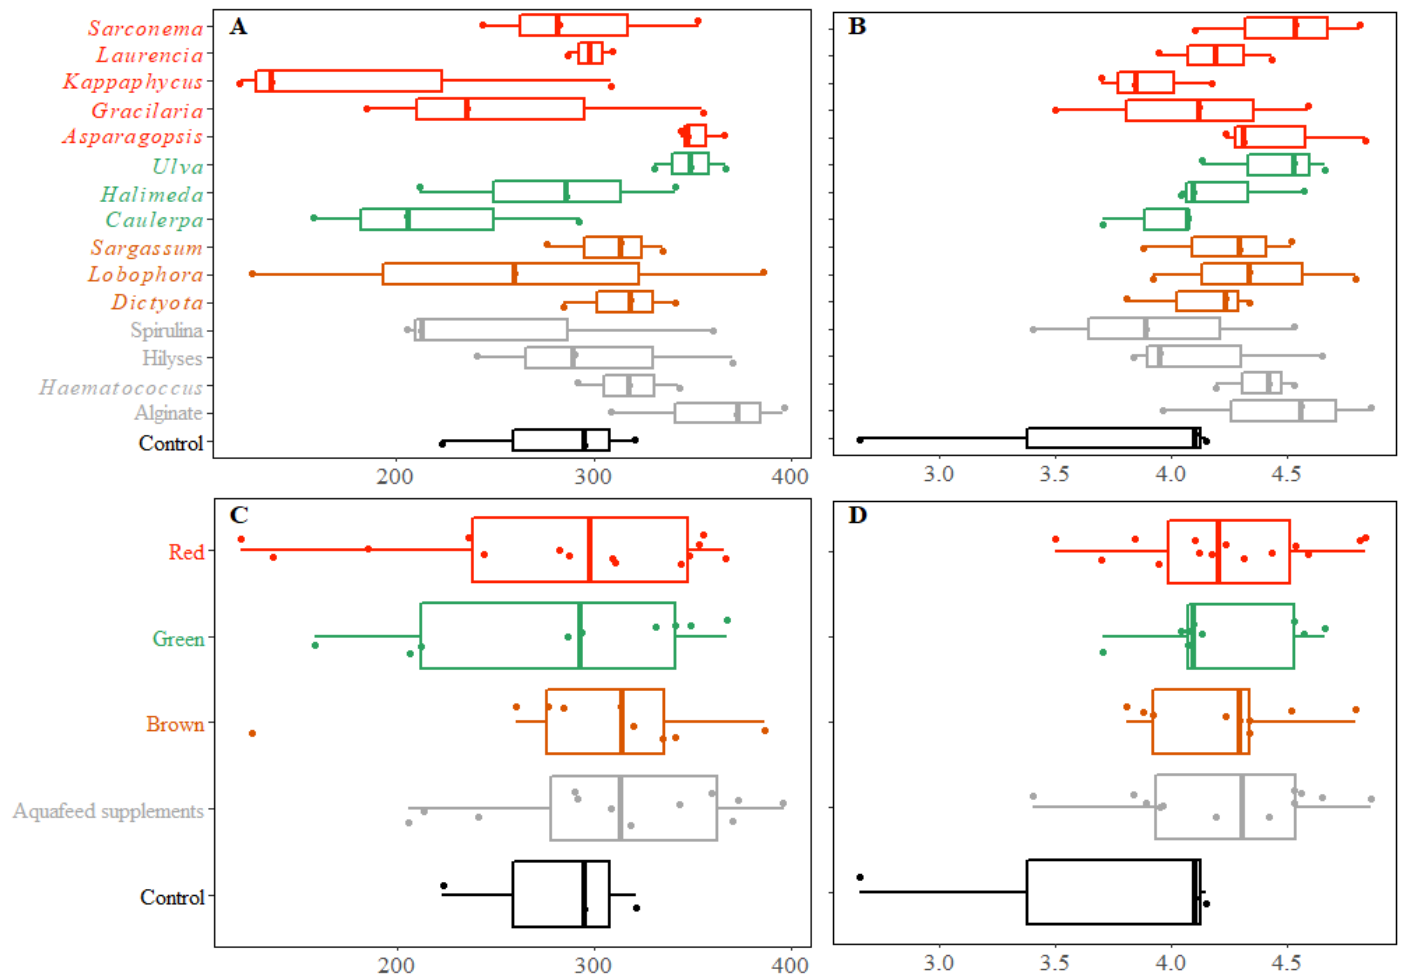 A
B
Sarconema
Laurencia
Kappaphycus
Gracilaria
Asparagopsis
Ulva
Halimeda
Caulerpa
Sargassum
Lobophora
Dictyota
Spirulina
Hilyses
Haematococcus
Alginate
Control
200 300 400
3.0 3.5 4.0 4.5
C
D
Red
Green
Brown
Aquafeed supplements
Control
200 300 400
3.0 3.5 4.0 4.5